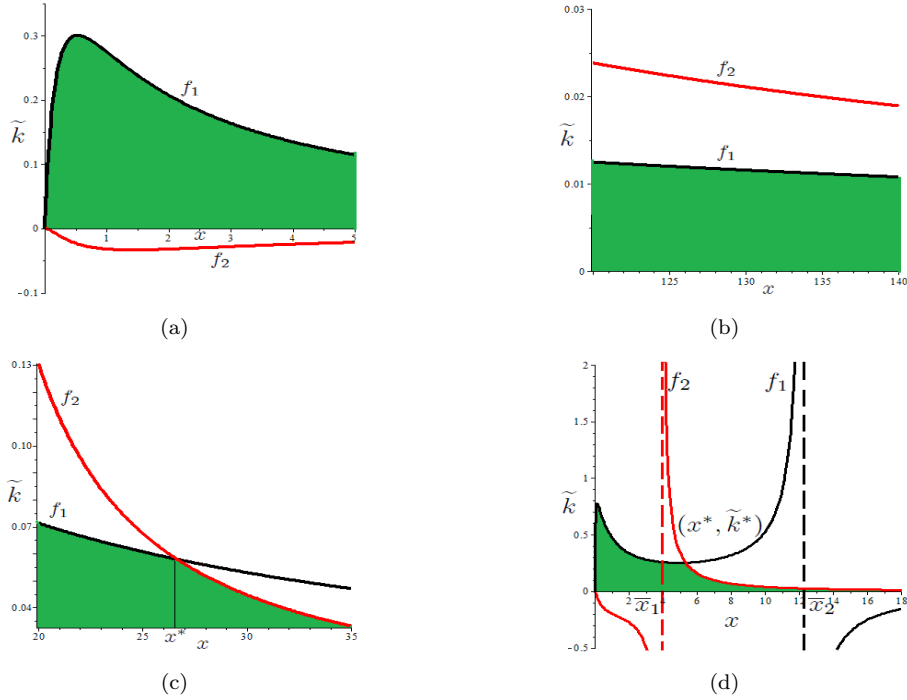 0.3
0.2
k̃
0.1
0
-0.1
f₁
x
1
2
3
4
5
f₂
(a)
0.03
0.02
k̃
0.01
0
f₂
f₁
125
130
135
140
x
(b)
0.13
0.10
k̃
0.07
0.04
f₂
f₁
20
25
x*
x
30
35
(c)
2
1.5
1
k̃
0.5
0
-0.5
f₂
f₁
(x*, k̃*)
2
x̅₁
4
6
8
10
12
x̅₂
14
16
18
x
(d)